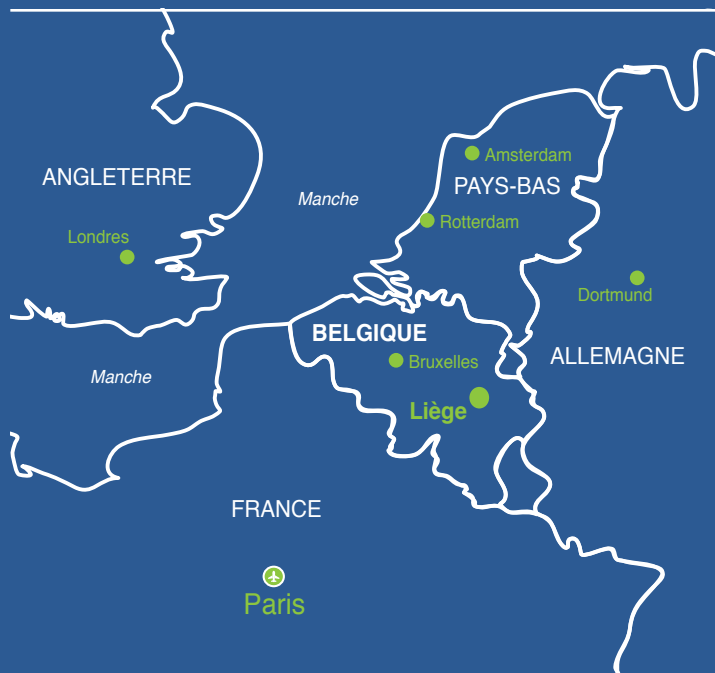 Amsterdam
ANGLETERRE
PAYS-BAS
Manche
Rotterdam
Londres
Dortmund
BELGIQUE
ALLEMAGNE
Bruxelles
Manche
Liège
FRANCE
Paris